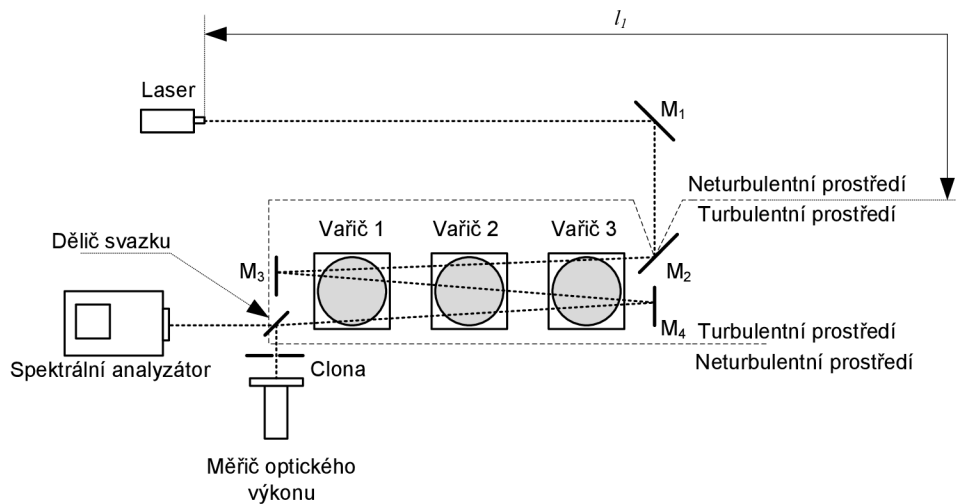 l₁
Laser
M₁
Neturbulentní prostředí
Turbulentní prostředí
Vařič 1
Vařič 2
Vařič 3
Dělič svazku
M₃
M₂
M₄
Turbulentní prostředí
Neturbulentní prostředí
Spektrální analyzátor
Clona
Měřič optického
výkonu